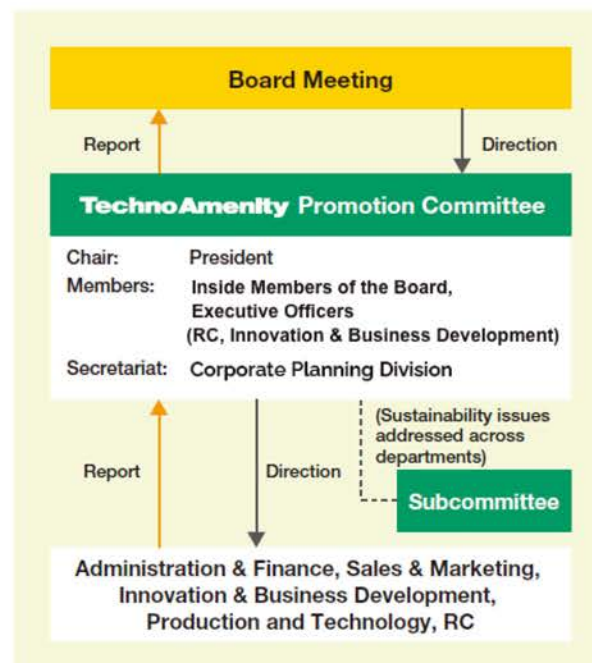 Board Meeting
Report
Direction
TechnoAmenity Promotion Committee
Chair: President
Members: Inside Members of the Board,
Executive Officers
(RC, Innovation & Business Development)
Secretariat: Corporate Planning Division
(Sustainability issues
addressed across
departments)
Report
Direction
Subcommittee
Administration & Finance, Sales & Marketing,
Innovation & Business Development,
Production and Technology, RC